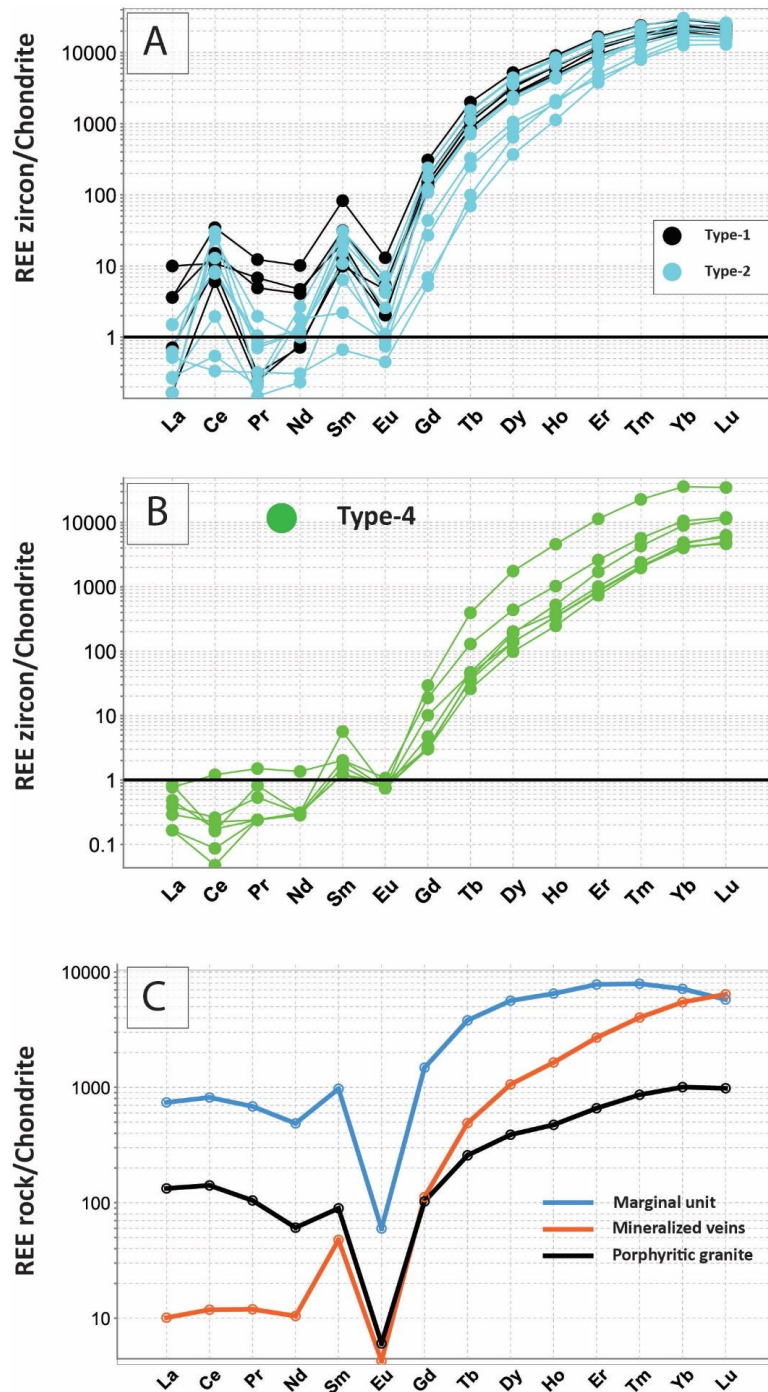 A
REE zircon/Chondrite
10000
1000
100
10
1
Type-1
Type-2
La Ce Pr Nd Sm Eu Gd Tb Dy Ho Er Tm Yb Lu
B
Type-4
REE zircon/Chondrite
10000
1000
100
10
1
0.1
La Ce Pr Nd Sm Eu Gd Tb Dy Ho Er Tm Yb Lu
C
REE rock/Chondrite
10000
1000
100
10
Marginal unit
Mineralized veins
Porphyritic granite
La Ce Pr Nd Sm Eu Gd Tb Dy Ho Er Tm Yb Lu